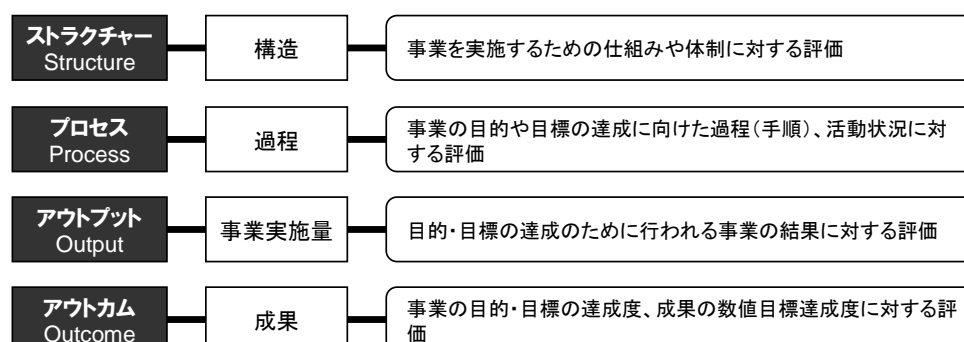 ストラクチャー
Structure
構造
事業を実施するための仕組みや体制に対する評価
プロセス
Process
過程
事業の目的や目標の達成に向けた過程(手順)、活動状況に対
する評価
アウトプット
Output
事業実施量
目的・目標の達成のために行われる事業の結果に対する評価
アウトカム
Outcome
成果
事業の目的・目標の達成度、成果の数値目標達成度に対する評
価